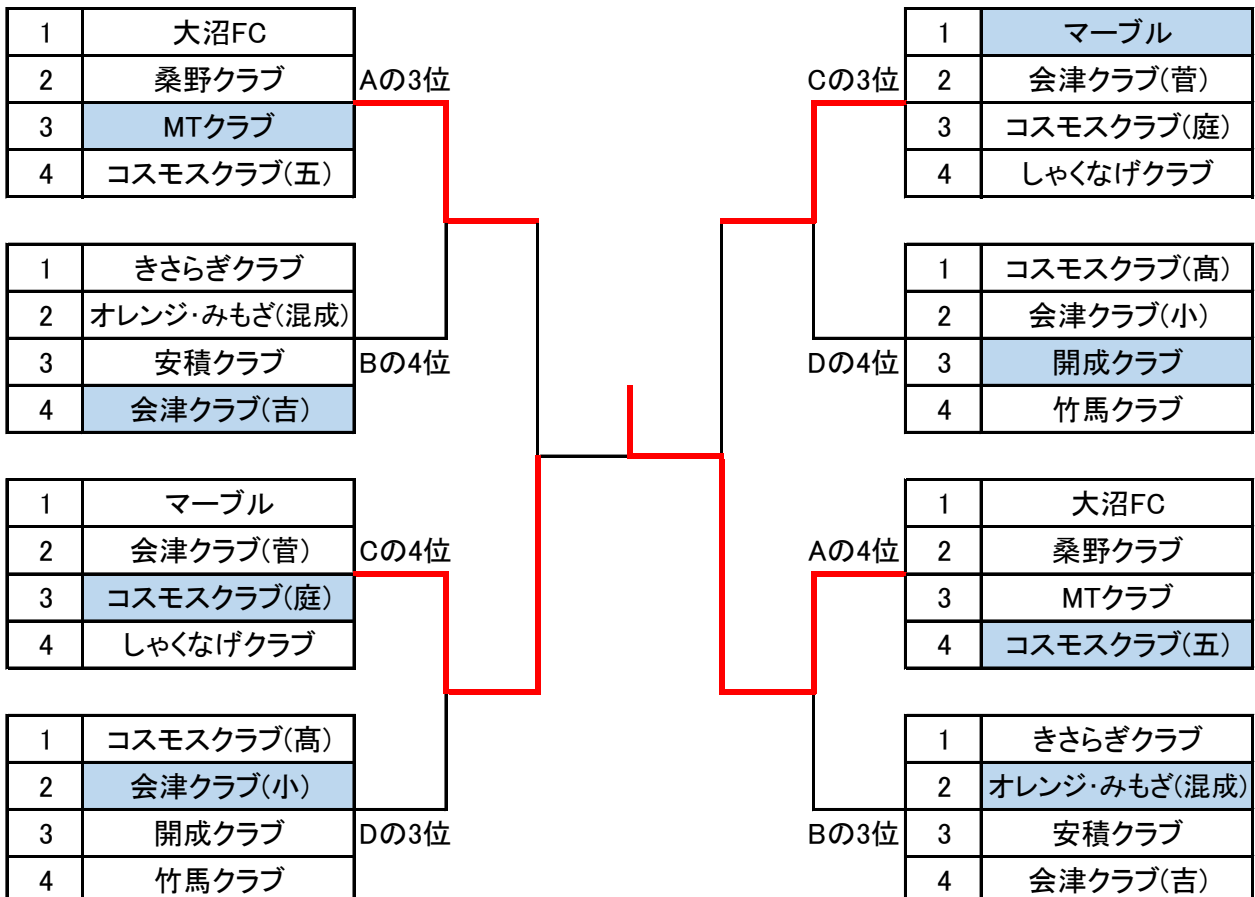 1 大沼FC
2 桑野クラブ
3 MTクラブ
4 コスモスクラブ(五)
Aの3位
1 きさらぎクラブ
2 オレンジ・みもざ(混成)
3 安積クラブ
4 会津クラブ(吉)
Bの4位
1 マーブル
2 会津クラブ(菅)
3 コスモスクラブ(庭)
4 しゃくなげクラブ
Cの4位
1 コスモスクラブ(髙)
2 会津クラブ(小)
3 開成クラブ
4 竹馬クラブ
Dの3位
Cの3位
1 マーブル
2 会津クラブ(菅)
3 コスモスクラブ(庭)
4 しゃくなげクラブ
Dの4位
1 コスモスクラブ(髙)
2 会津クラブ(小)
3 開成クラブ
4 竹馬クラブ
Aの4位
1 大沼FC
2 桑野クラブ
3 MTクラブ
4 コスモスクラブ(五)
Bの3位
1 きさらぎクラブ
2 オレンジ・みもざ(混成)
3 安積クラブ
4 会津クラブ(吉)